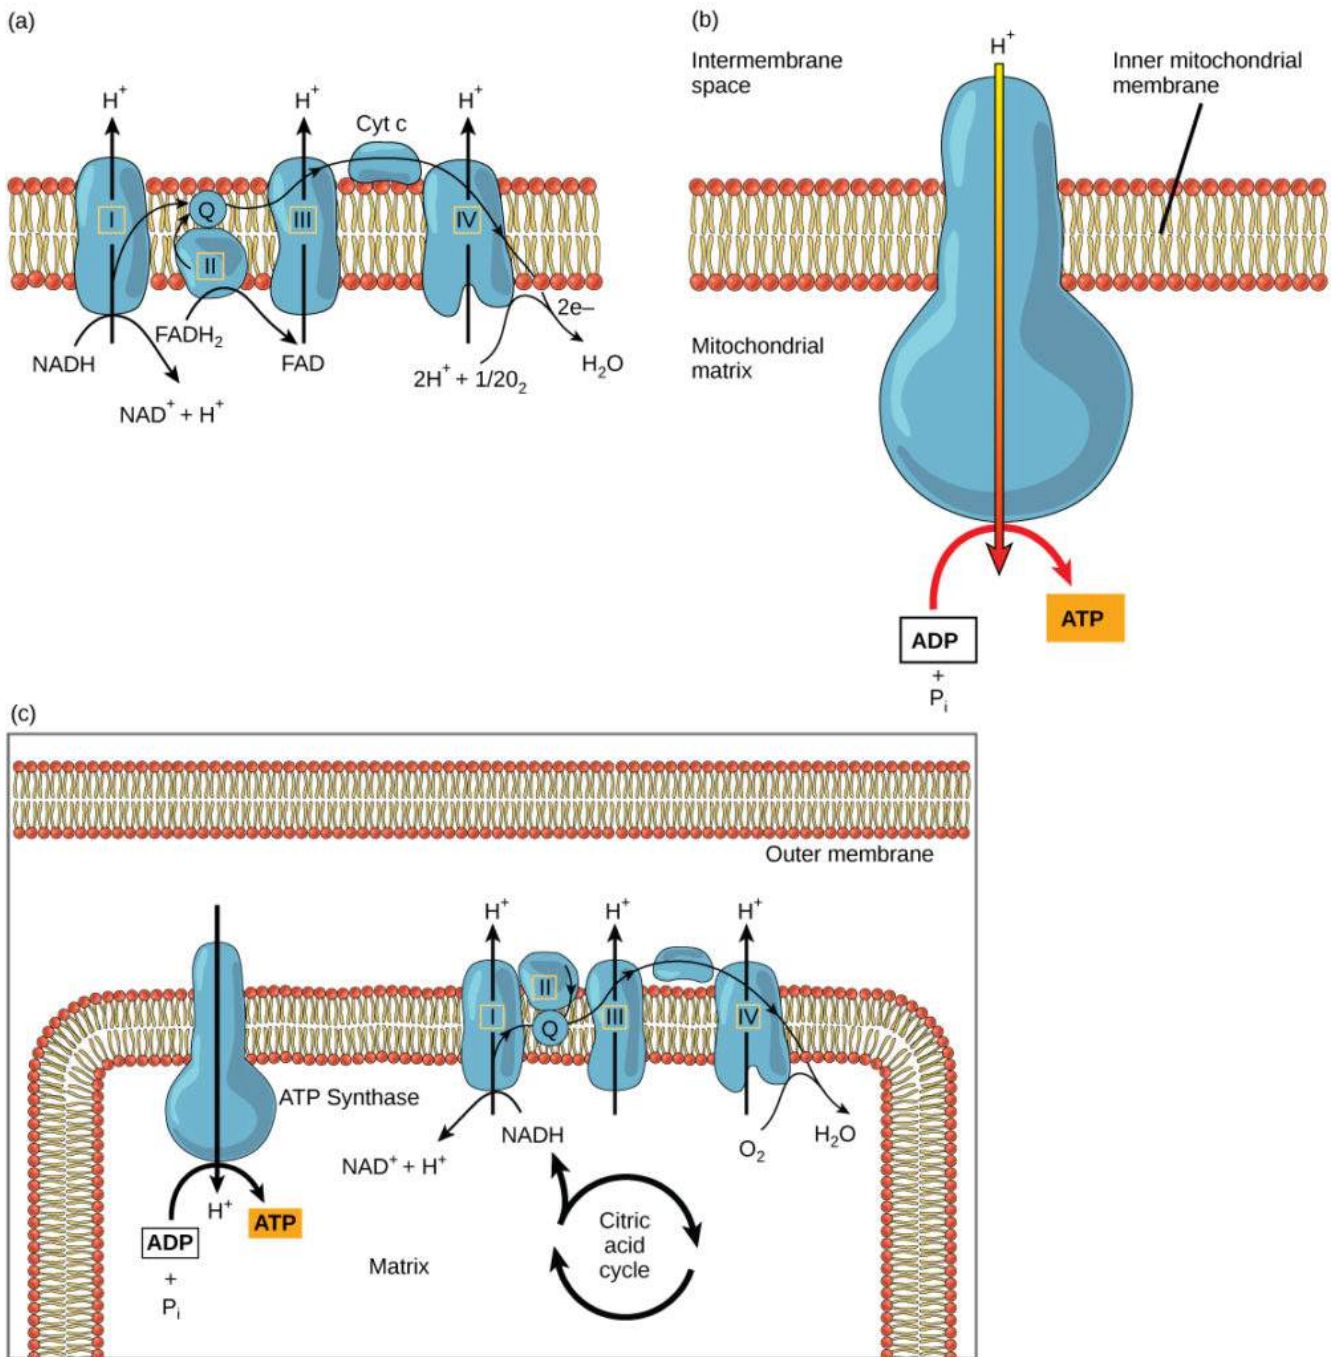 (a)
H⁺
H⁺
Cyt c
H⁺
I
Q
II
III
IV
NADH
FADH₂
FAD
NAD⁺ + H⁺
2H⁺ + 1/2O₂
2e–
H₂O
(b)
Intermembrane
space
H⁺
Inner mitochondrial
membrane
Mitochondrial
matrix
ADP
+
Pᵢ
ATP
(c)
Outer membrane
H⁺
H⁺
H⁺
I
II
Q
III
IV
ATP Synthase
NADH
NAD⁺ + H⁺
O₂
H₂O
H⁺
ADP
+
Pᵢ
ATP
Matrix
Citric
acid
cycle